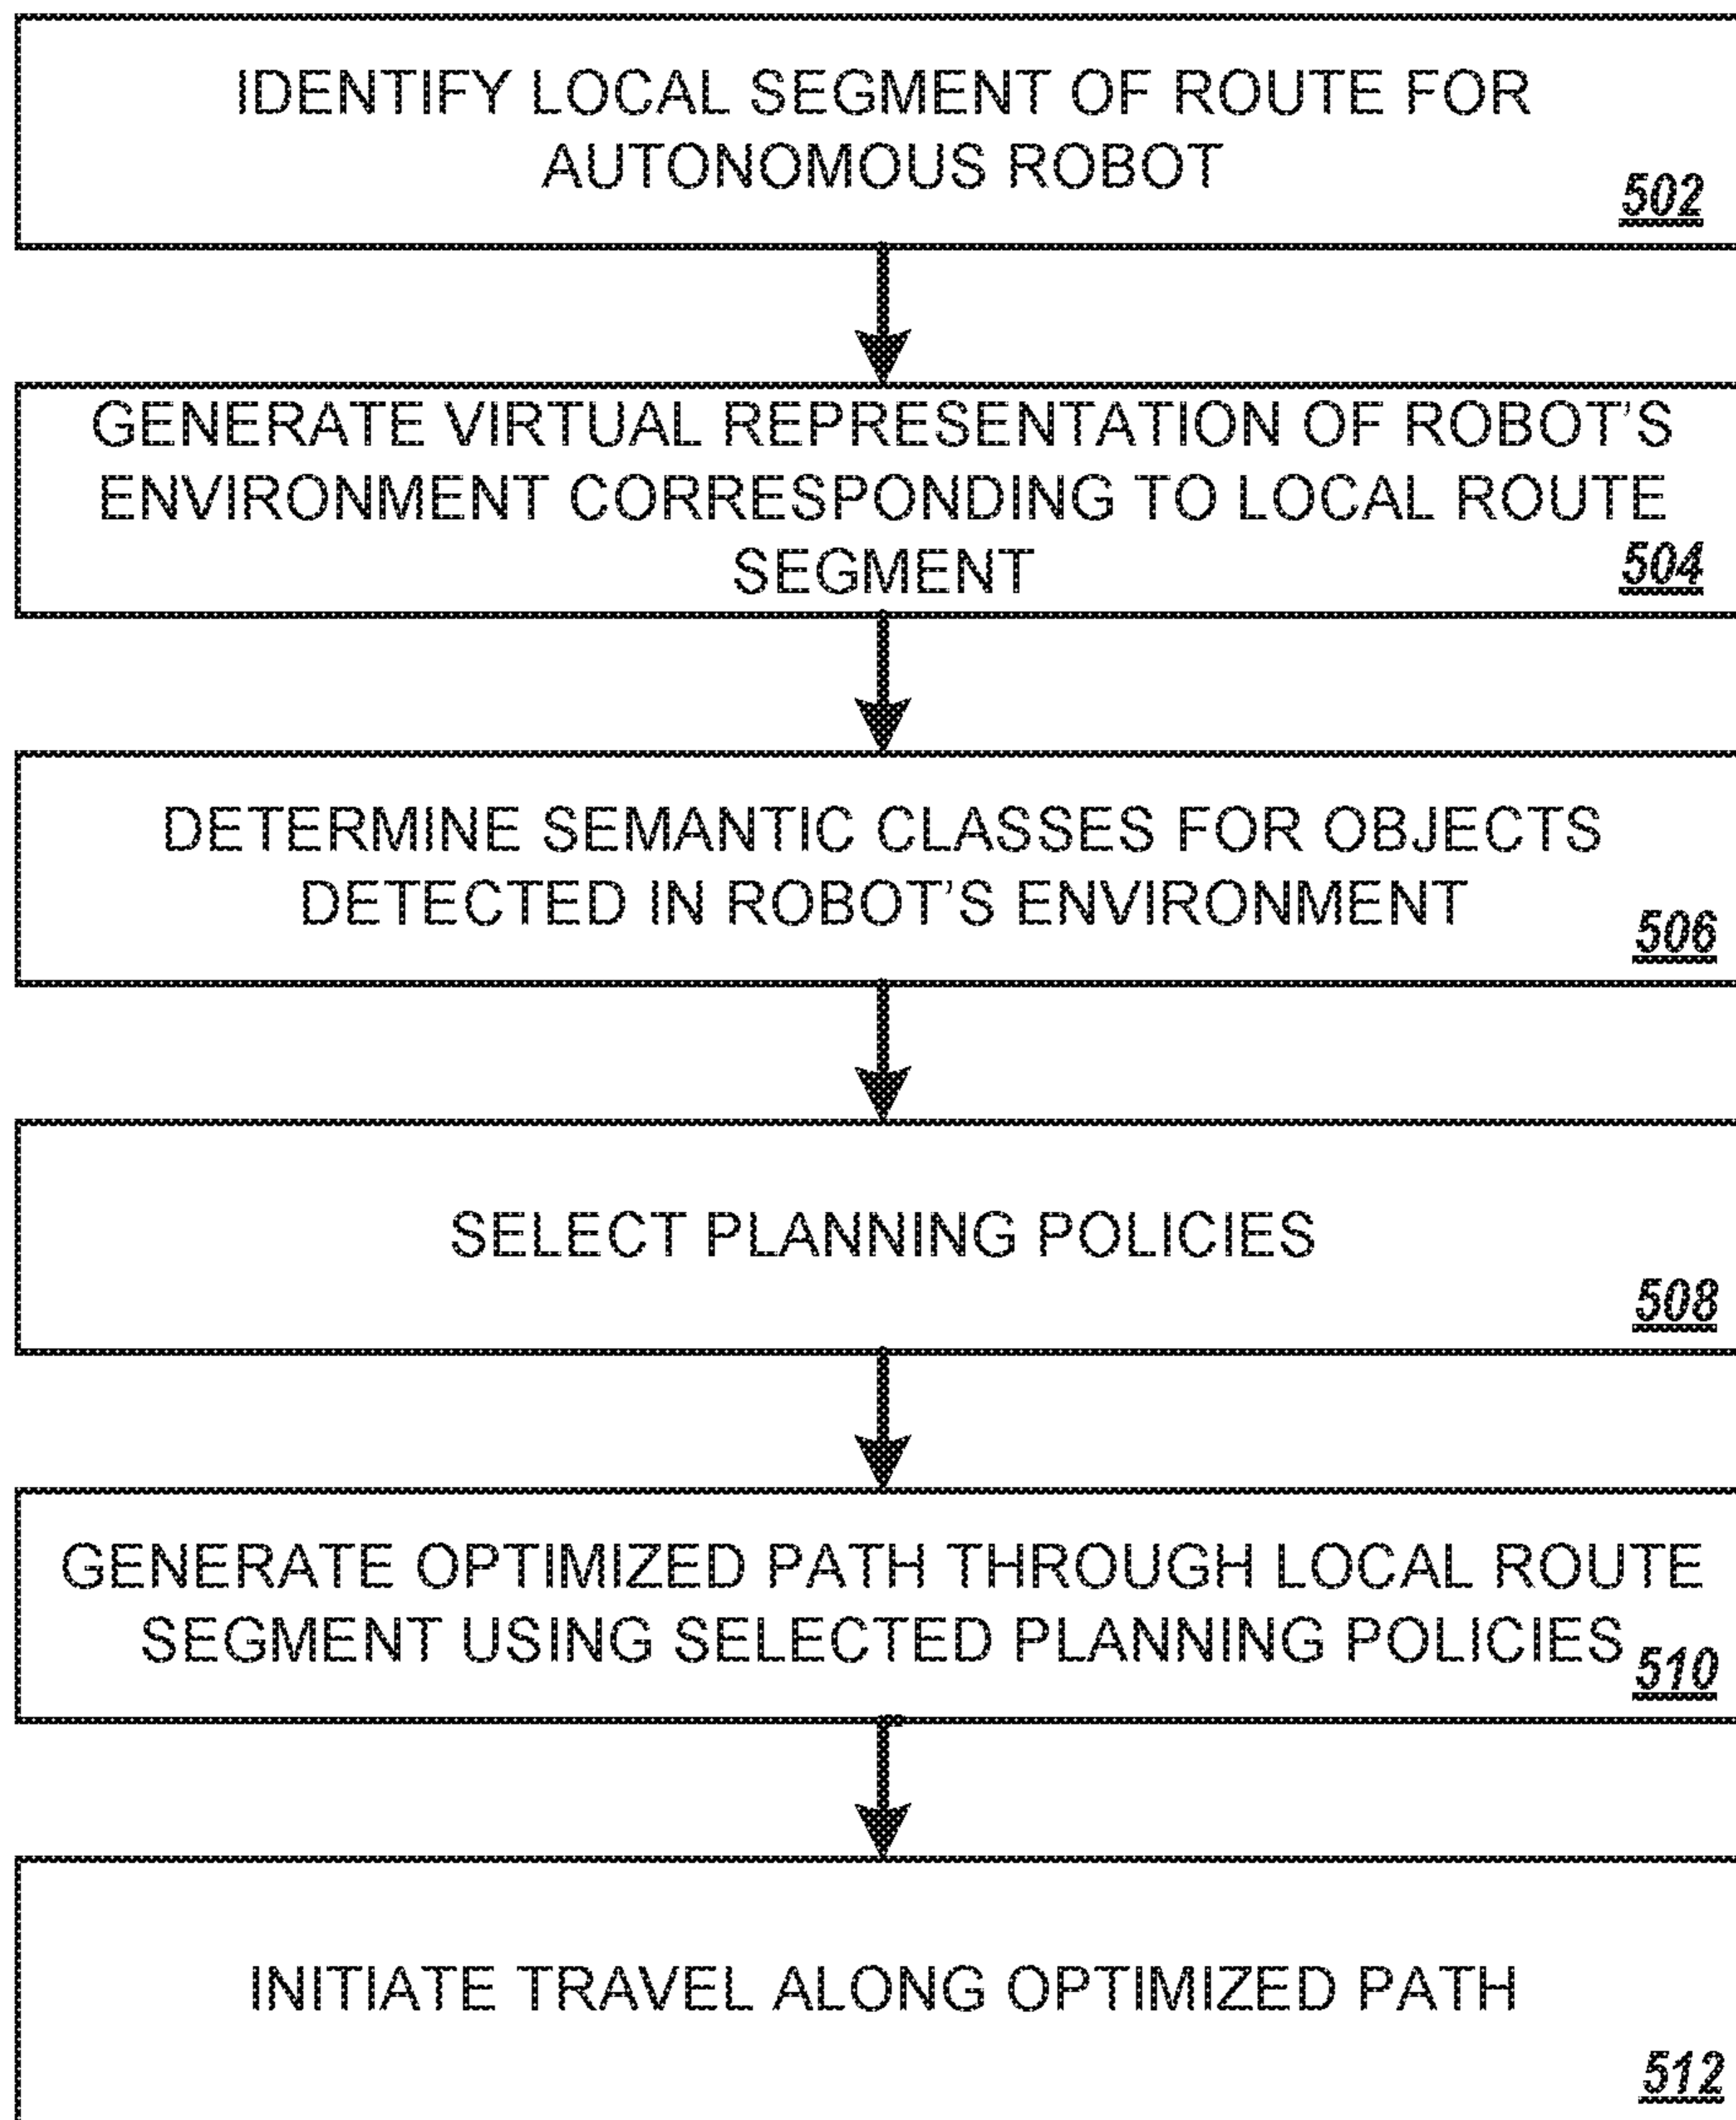 IDENTIFY LOCAL SEGMENT OF ROUTE FOR
AUTONOMOUS ROBOT
502
GENERATE VIRTUAL REPRESENTATION OF ROBOT'S
ENVIRONMENT CORRESPONDING TO LOCAL ROUTE
SEGMENT
504
DETERMINE SEMANTIC CLASSES FOR OBJECTS
DETECTED IN ROBOT'S ENVIRONMENT
506
SELECT PLANNING POLICIES
508
GENERATE OPTIMIZED PATH THROUGH LOCAL ROUTE
SEGMENT USING SELECTED PLANNING POLICIES
510
INITIATE TRAVEL ALONG OPTIMIZED PATH
512